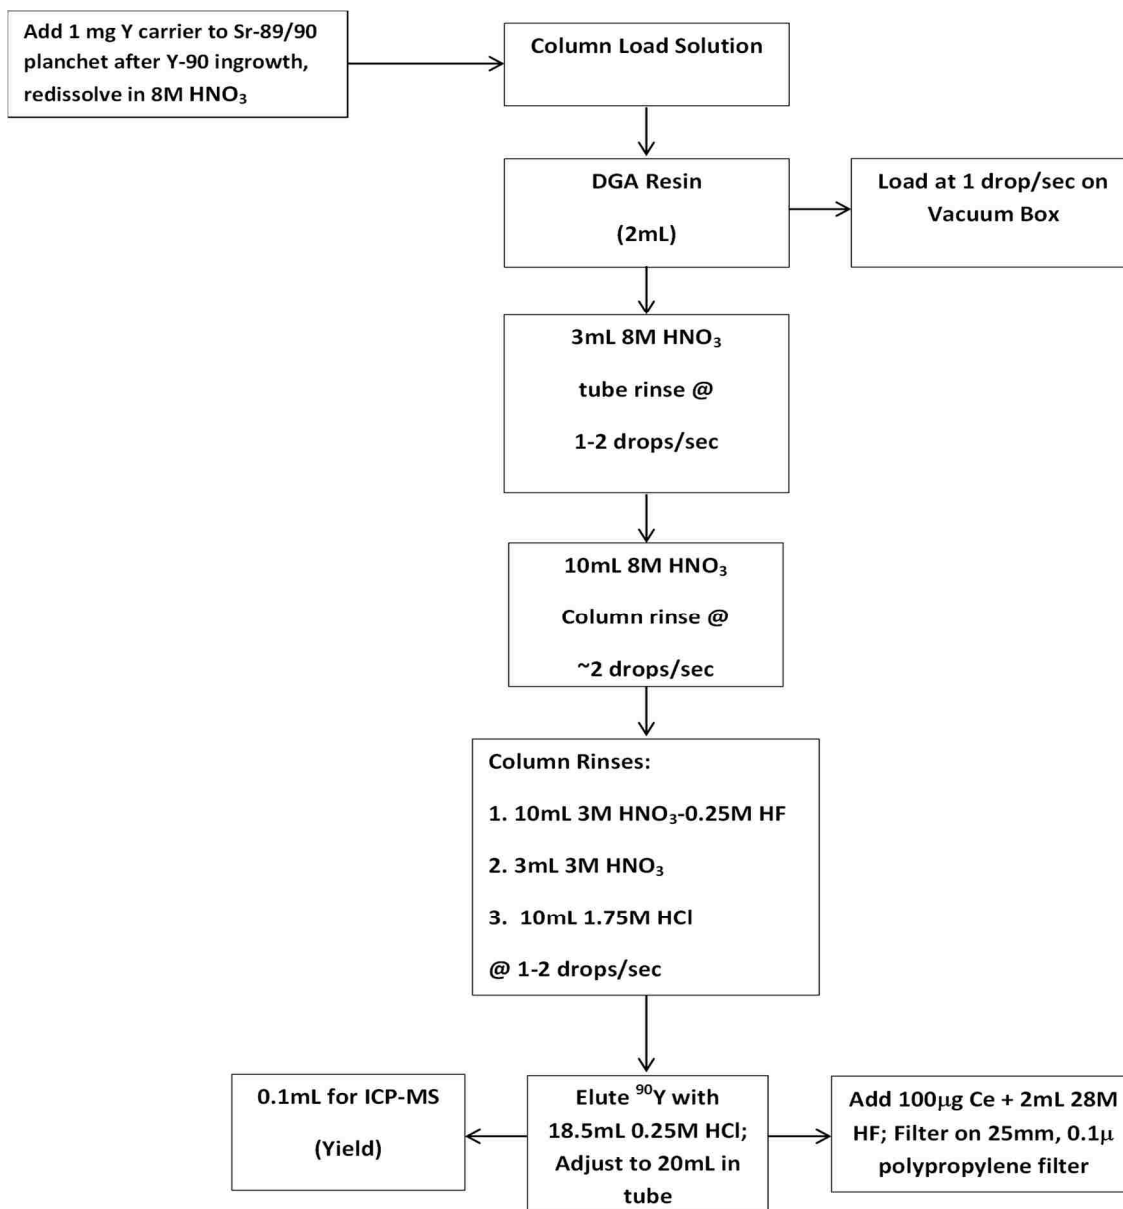 Add 1 mg Y carrier to Sr-89/90
planchet after Y-90 ingrowth,
redissolve in 8M HNO₃
Column Load Solution
DGA Resin
(2mL)
Load at 1 drop/sec on
Vacuum Box
3mL 8M HNO₃
tube rinse @
1-2 drops/sec
10mL 8M HNO₃
Column rinse @
~2 drops/sec
Column Rinses:
1. 10mL 3M HNO₃-0.25M HF
2. 3mL 3M HNO₃
3. 10mL 1.75M HCl
@ 1-2 drops/sec
0.1mL for ICP-MS
(Yield)
Elute ⁹⁰Y with
18.5mL 0.25M HCl;
Adjust to 20mL in
tube
Add 100µg Ce + 2mL 28M
HF; Filter on 25mm, 0.1µ
polypropylene filter